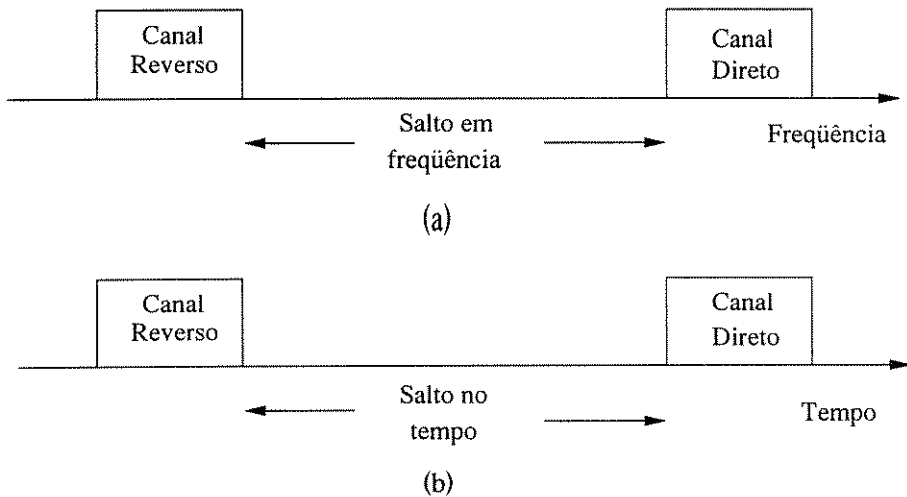 Canal
Reverso
Canal
Direto
Salto em
freqüência
Freqüência
(a)
Canal
Reverso
Canal
Direto
Salto no
tempo
Tempo
(b)